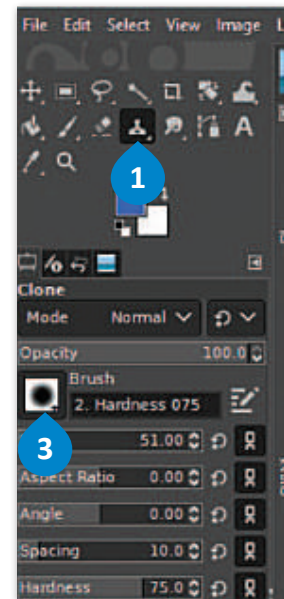 File Edit Select View Image L
A
1
Clone
Mode Normal
Opacity 100.0
Brush
2. Hardness 075
3
51.00
Aspect Ratio 0.00
Angle 0.00
Spacing 10.0
Hardness 75.0